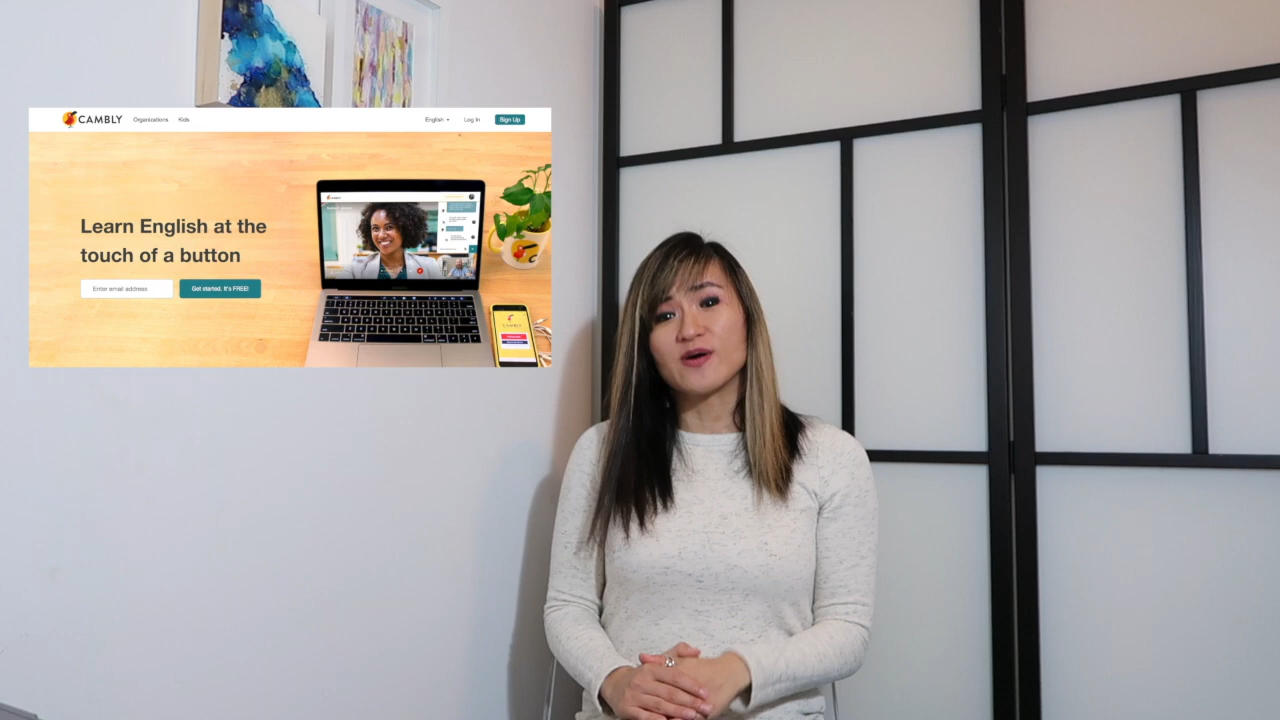 CAMBLY Organizations Kids English Log In Sign Up
Learn English at the
touch of a button
Enter email address Get started. It's FREE!
CAMBLY